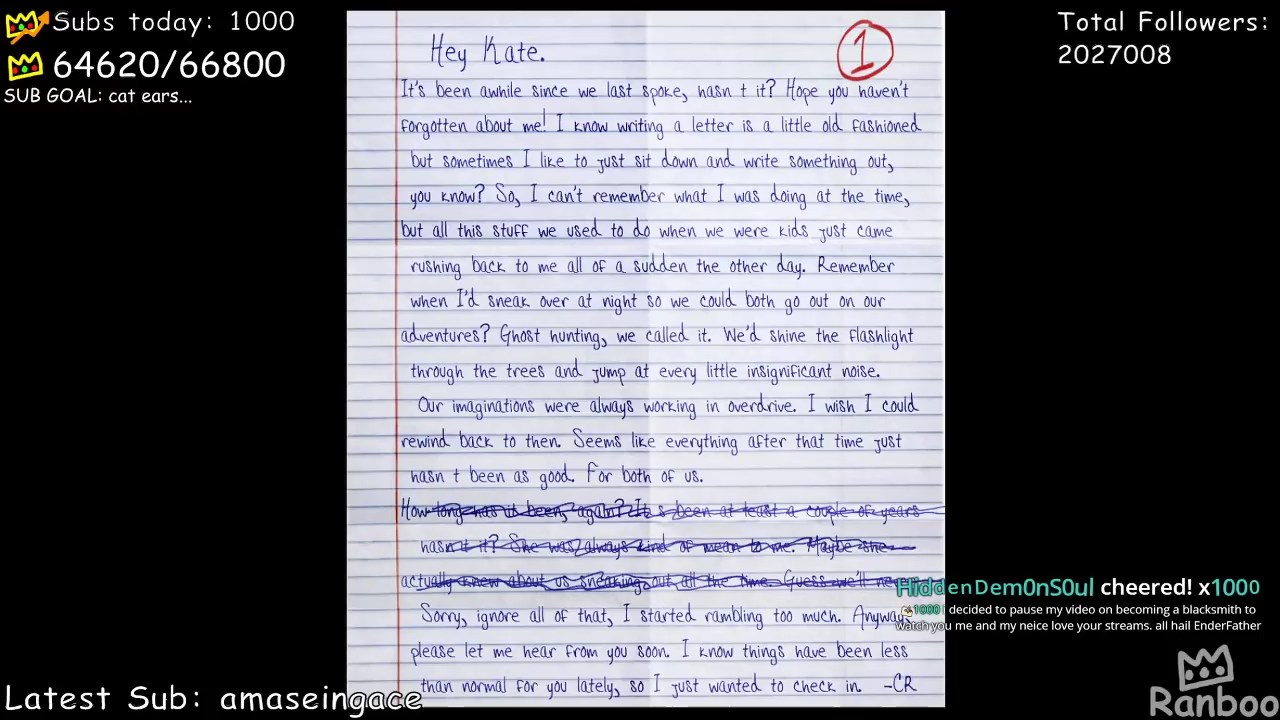 Subs today: 1000
64620/66800
SUB GOAL: cat ears...
Total Followers:
2027008
1
Hey Kate.
It's been awhile since we last spoke, hasn t it? Hope you haven't
forgotten about me! I know writing a letter is a little old fashioned
but sometimes I like to just sit down and write something out,
you know? So, I can't remember what I was doing at the time,
but all this stuff we used to do when we were kids just came
rushing back to me all of a sudden the other day. Remember
when I'd sneak over at night so we could both go out on our
adventures? Ghost hunting, we called it. We'd shine the flashlight
through the trees and jump at every little insignificant noise.
Our imaginations were always working in overdrive. I wish I could
rewind back to then. Seems like everything after that time just
hasn t been as good. For both of us.
How long has it been, again? It s been at least a couple of years
hasn t it? She was always kind of mean to me. Maybe she
actually knew about us sneaking out all the time. Guess we'll
Sorry, ignore all of that, I started rambling too much. Anyway,
please let me hear from you soon. I know things have been less
than normal for you lately, so I just wanted to check in. -CR
HiddenDem0nS0ul cheered! x1000
1000 i decided to pause my video on becoming a blacksmith to
watch you me and my neice love your streams. all hail EnderFather
Latest Sub: amaseingace
Ranboo